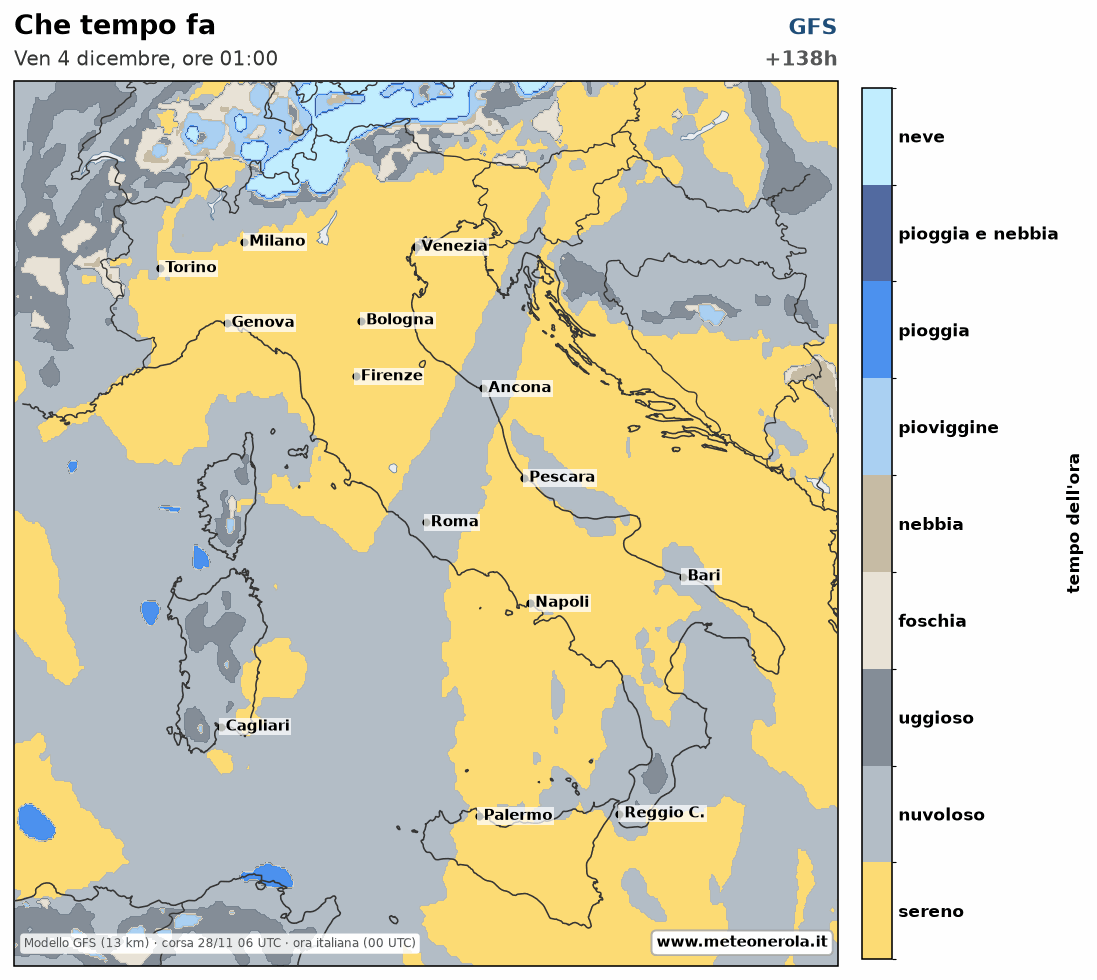 Che tempo fa
GFS
Ven 4 dicembre, ore 01:00
+138h
neve
pioggia e nebbia
pioggia
pioviggine
nebbia
foschia
uggioso
nuvoloso
sereno
tempo dell'ora
Milano
Venezia
Torino
Genova
Bologna
Firenze
Ancona
Pescara
Roma
Bari
Napoli
Cagliari
Palermo
Reggio C.
Modello GFS (13 km) · corsa 28/11 06 UTC · ora italiana (00 UTC)
www.meteonerola.it